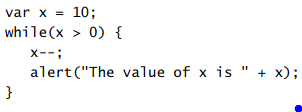 var x = 10;
while(x > 0) {
    x--;
    alert("The value of x is " + x);
}